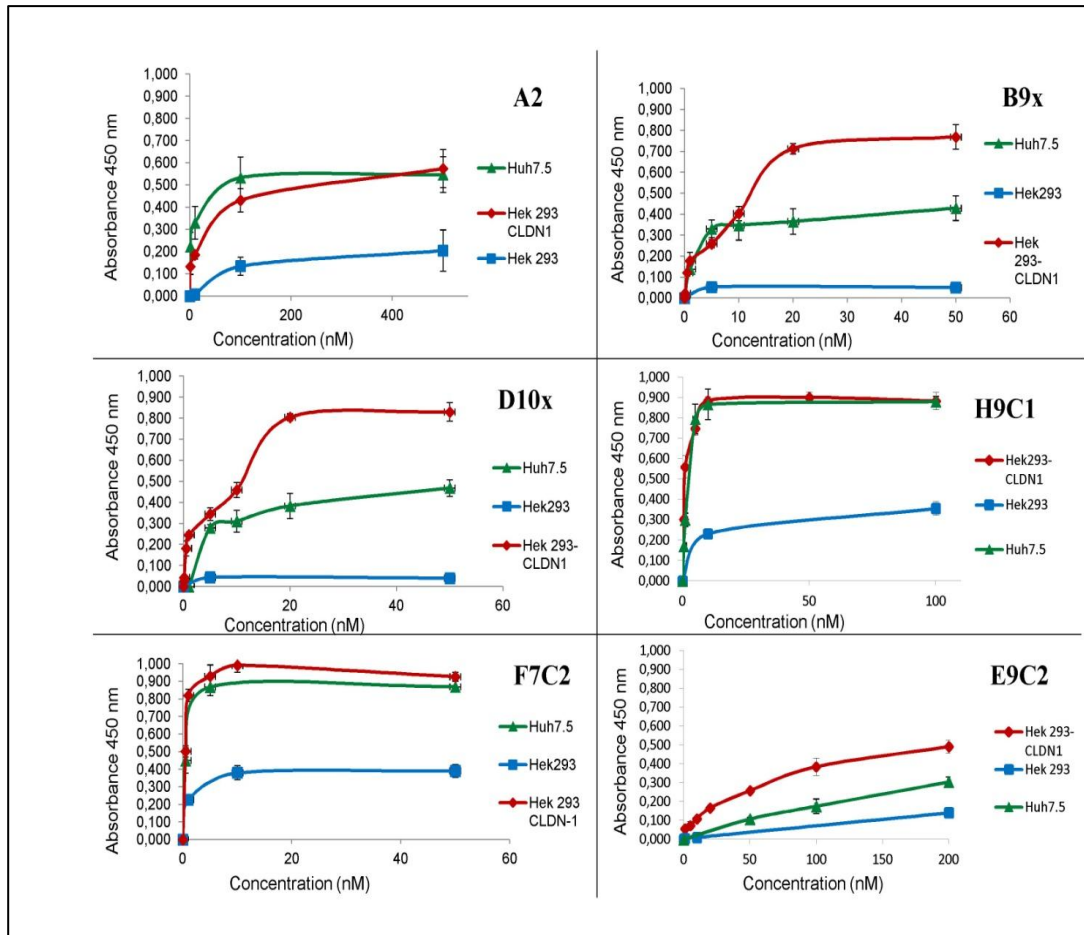 A2
Absorbance 450 nm
1,000
0,900
0,800
0,700
0,600
0,500
0,400
0,300
0,200
0,100
0,000
0
200
400
Concentration (nM)
Huh7.5
Hek 293
CLDN1
Hek 293
B9x
Absorbance 450 nm
1,000
0,900
0,800
0,700
0,600
0,500
0,400
0,300
0,200
0,100
0,000
0
10
20
30
40
50
60
Concentration (nM)
Huh7.5
Hek293
Hek
293-
CLDN1
D10x
Absorbance 450 nm
1,000
0,900
0,800
0,700
0,600
0,500
0,400
0,300
0,200
0,100
0,000
0
20
40
60
Concentration (nM)
Huh7.5
Hek293
Hek 293-
CLDN1
H9C1
Absorbance 450 nm
1,000
0,900
0,800
0,700
0,600
0,500
0,400
0,300
0,200
0,100
0,000
0
50
100
Concentration (nM)
Hek293-
CLDN1
Hek293
Huh7.5
F7C2
Absorbance 450 nm
1,000
0,900
0,800
0,700
0,600
0,500
0,400
0,300
0,200
0,100
0,000
0
20
40
60
Concentration (nM)
Huh7.5
Hek293
Hek 293
CLDN-1
E9C2
Absorbance 450 nm
1,000
0,900
0,800
0,700
0,600
0,500
0,400
0,300
0,200
0,100
0,000
0
50
100
150
200
Concentration (nM)
Hek 293-
CLDN1
Hek 293
Huh7.5